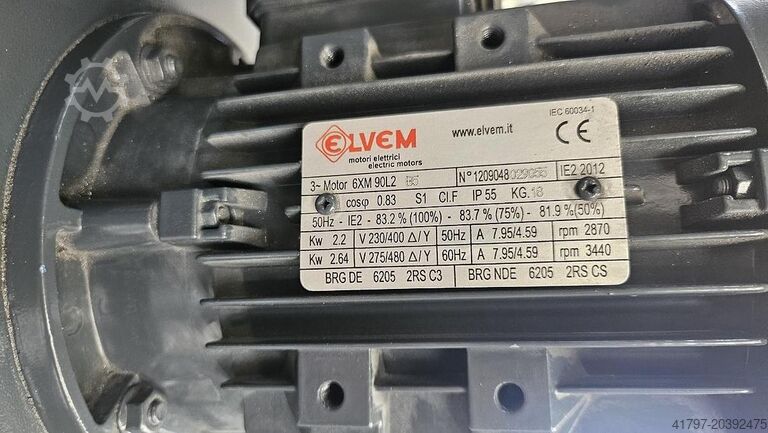 IEC 60034-1
ELVEM
www.elvem.it
CE
motori elettrici
electric motors
3~ Motor 6XM 90L2 B5 N° 1209048 IE2 2012
cosφ 0.83 S1 Cl.F IP 55 KG.18
50Hz - IE2 - 83.2 % (100%) - 83.7 % (75%) - 81.9 %(50%)
Kw 2.2 V 230/400 Δ/Y 50Hz A 7.95/4.59 rpm 2870
Kw 2.64 V 275/480 Δ/Y 60Hz A 7.95/4.59 rpm 3440
BRG DE 6205 2RS C3 BRG NDE 6205 2RS CS
41797-20392475